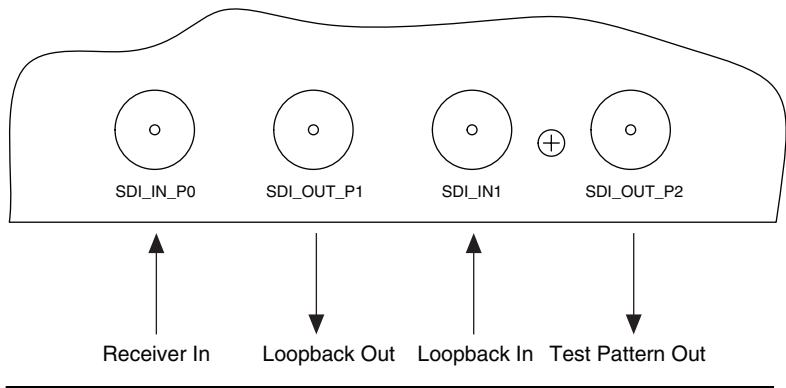 SDI_IN_P0 SDI_OUT_P1 SDI_IN1 SDI_OUT_P2
Receiver In Loopback Out Loopback In Test Pattern Out